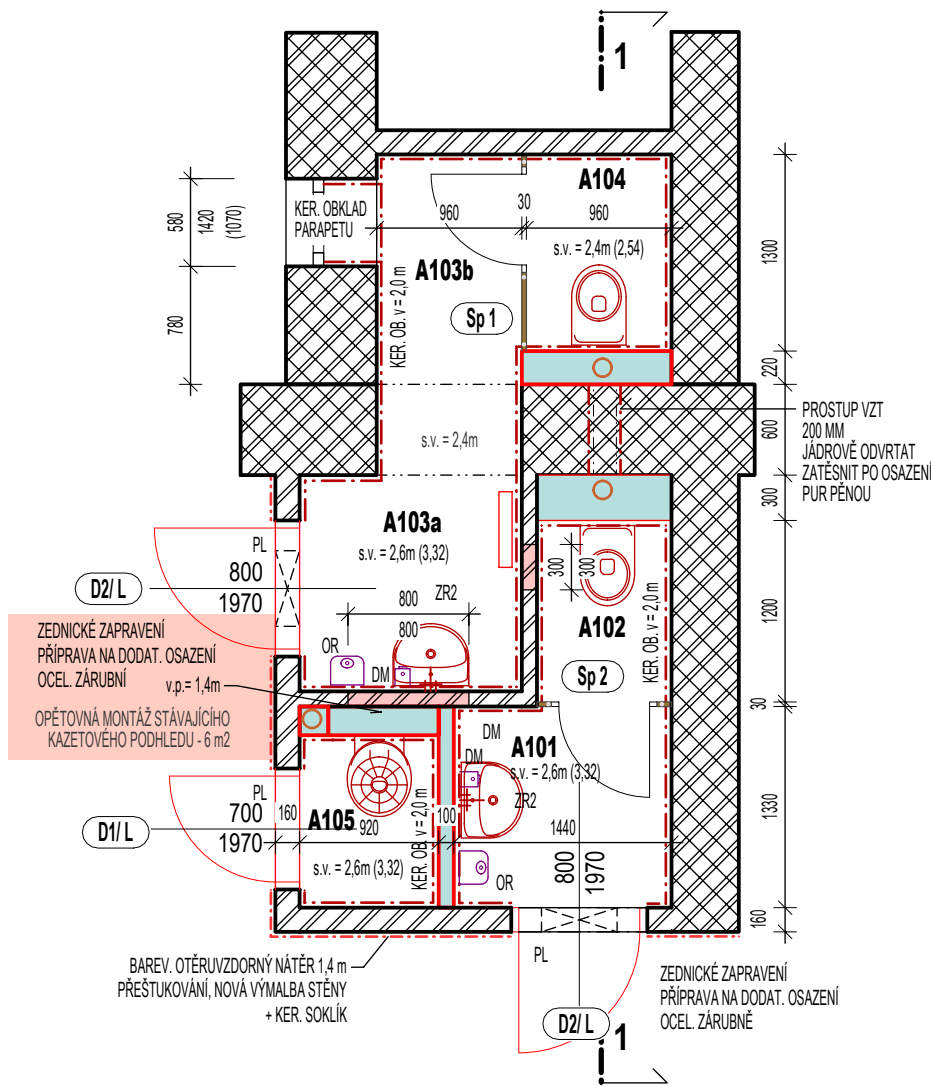 1
A104
KER. OBKLAD
PARAPETU
580
1420
(1070)
30
960
960
s.v. = 2,4m (2,54)
1300
A103b
KER. OB. v = 2,0 m
Sp 1
780
220
PROSTUP VZT
200 MM
JÁDROVĚ ODVRTAT
ZATĚSNIT PO OSAZENÍ
PUR PĚNOU
s.v. = 2,4m
600
300
A103a
s.v. = 2,6m (3,32)
PL
800
1970
D2/ L
300
300
800
ZR2
800
A102
KER. OB. v = 2,0 m
1200
ZEDNICKÉ ZAPRAVENÍ
PŘÍPRAVA NA DODAT. OSAZENÍ
OCEL. ZÁRUBNÍ
v.p.= 1,4m
OR
DM
Sp 2
OPĚTOVNÁ MONTÁŽ STÁVAJÍCÍHO
KAZETOVÉHO PODHLEDU - 6 m2
30
DM
A101
DM
s.v. = 2,6m (3,32)
ZR2
PL
700
1970
D1/ L
160
A105
920
KER. OB. v = 2,0 m
100
1440
1330
s.v. = 2,6m (3,32)
OR
800
1970
160
PL
BAREV. OTĚRUVZDORNÝ NÁTĚR 1,4 m
PŘEŠTUKOVÁNÍ, NOVÁ VÝMALBA STĚNY
+ KER. SOKLÍK
ZEDNICKÉ ZAPRAVENÍ
PŘÍPRAVA NA DODAT. OSAZENÍ
OCEL. ZÁRUBNĚ
D2/ L
1